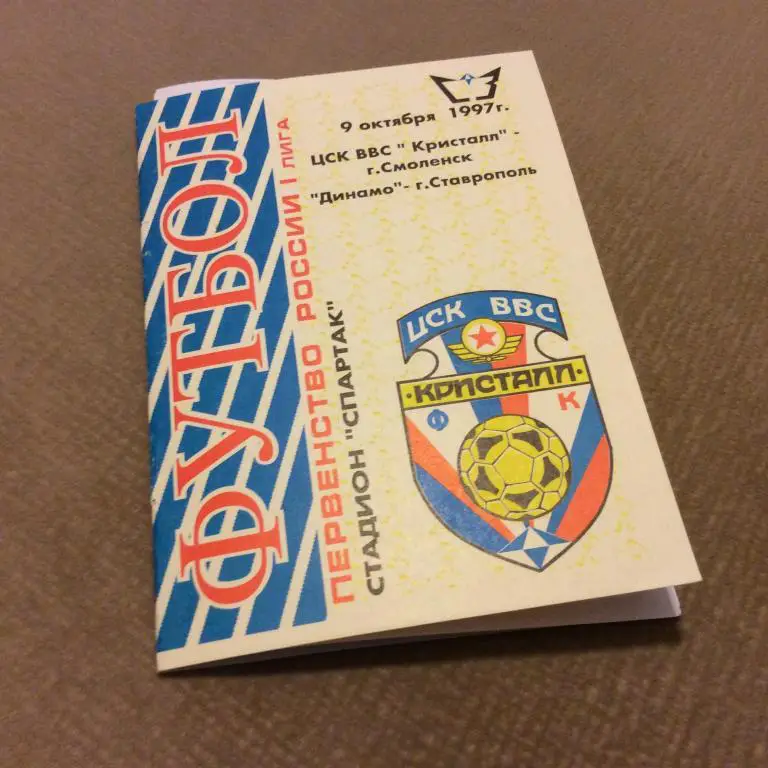 ФУТБОЛ
ПЕРВЕНСТВО РОССИИ I ЛИГА
СТАДИОН "СПАРТАК"
9 октября 1997г.
ЦСК ВВС " Кристалл" -
г.Смоленск
"Динамо"- г.Ставрополь
ЦСК ВВС
·КРИСТАЛЛ·
Ф К